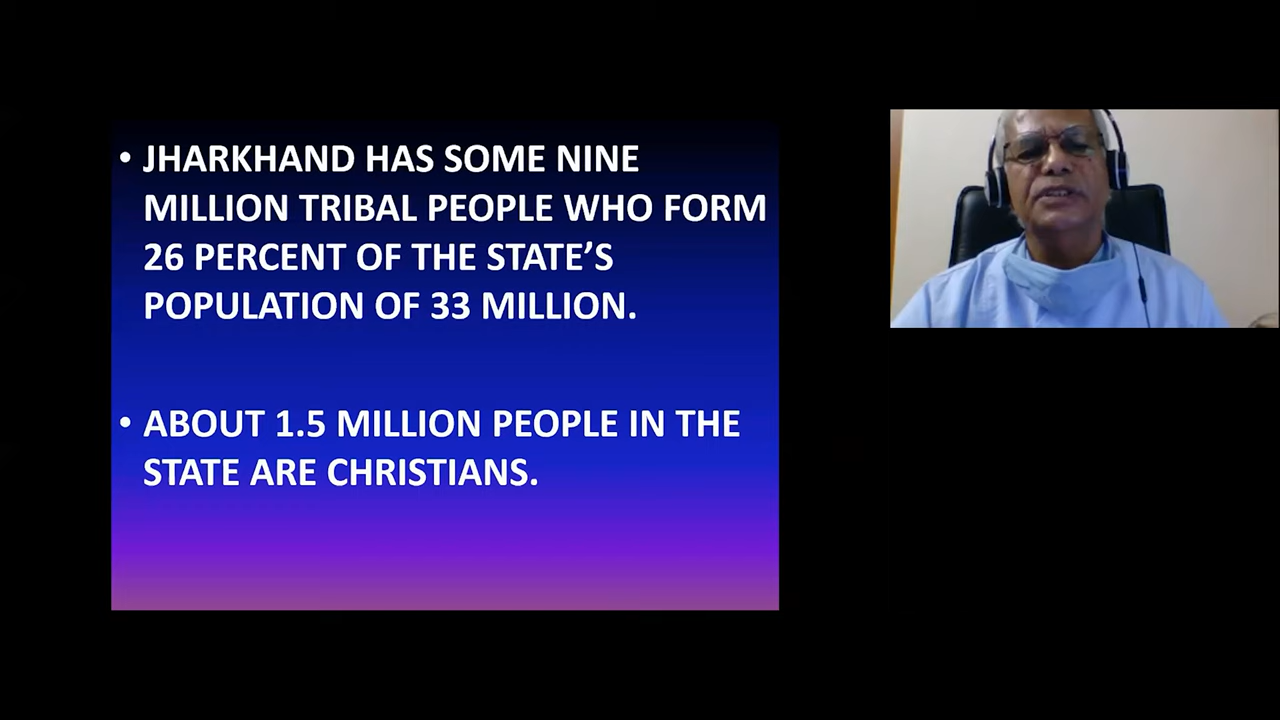 • JHARKHAND HAS SOME NINE
MILLION TRIBAL PEOPLE WHO FORM
26 PERCENT OF THE STATE’S
POPULATION OF 33 MILLION.
• ABOUT 1.5 MILLION PEOPLE IN THE
STATE ARE CHRISTIANS.